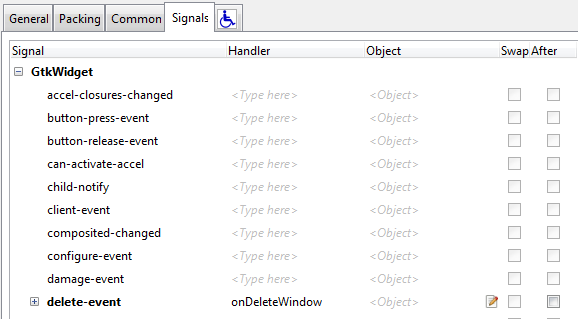 General Packing Common Signals
Signal Handler Object Swap After
GtkWidget
accel-closures-changed <Type here> <Object>
button-press-event <Type here> <Object>
button-release-event <Type here> <Object>
can-activate-accel <Type here> <Object>
child-notify <Type here> <Object>
client-event <Type here> <Object>
composited-changed <Type here> <Object>
configure-event <Type here> <Object>
damage-event <Type here> <Object>
delete-event onDeleteWindow <Object>